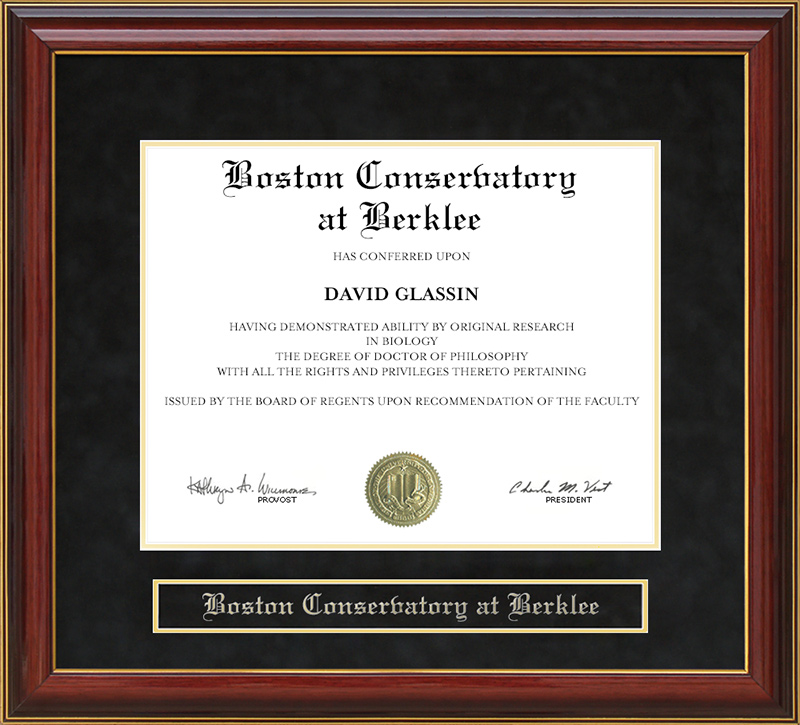 Boston Conservatory
at Berklee
HAS CONFERRED UPON
DAVID GLASSIN
HAVING DEMONSTRATED ABILITY BY ORIGINAL RESEARCH
IN BIOLOGY
THE DEGREE OF DOCTOR OF PHILOSOPHY
WITH ALL THE RIGHTS AND PRIVILEGES THERETO PERTAINING
ISSUED BY THE BOARD OF REGENTS UPON RECOMMENDATION OF THE FACULTY
PROVOST
Charles M. Vest
PRESIDENT
Boston Conservatory at Berklee